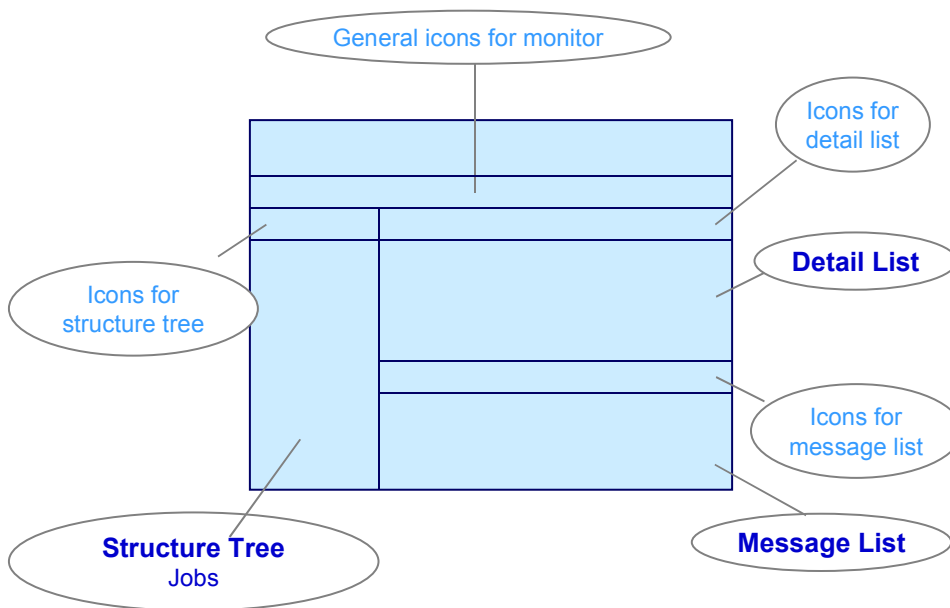 General icons for monitor
Icons for
detail list
Detail List
Icons for
structure tree
Icons for
message list
Structure Tree
Jobs
Message List